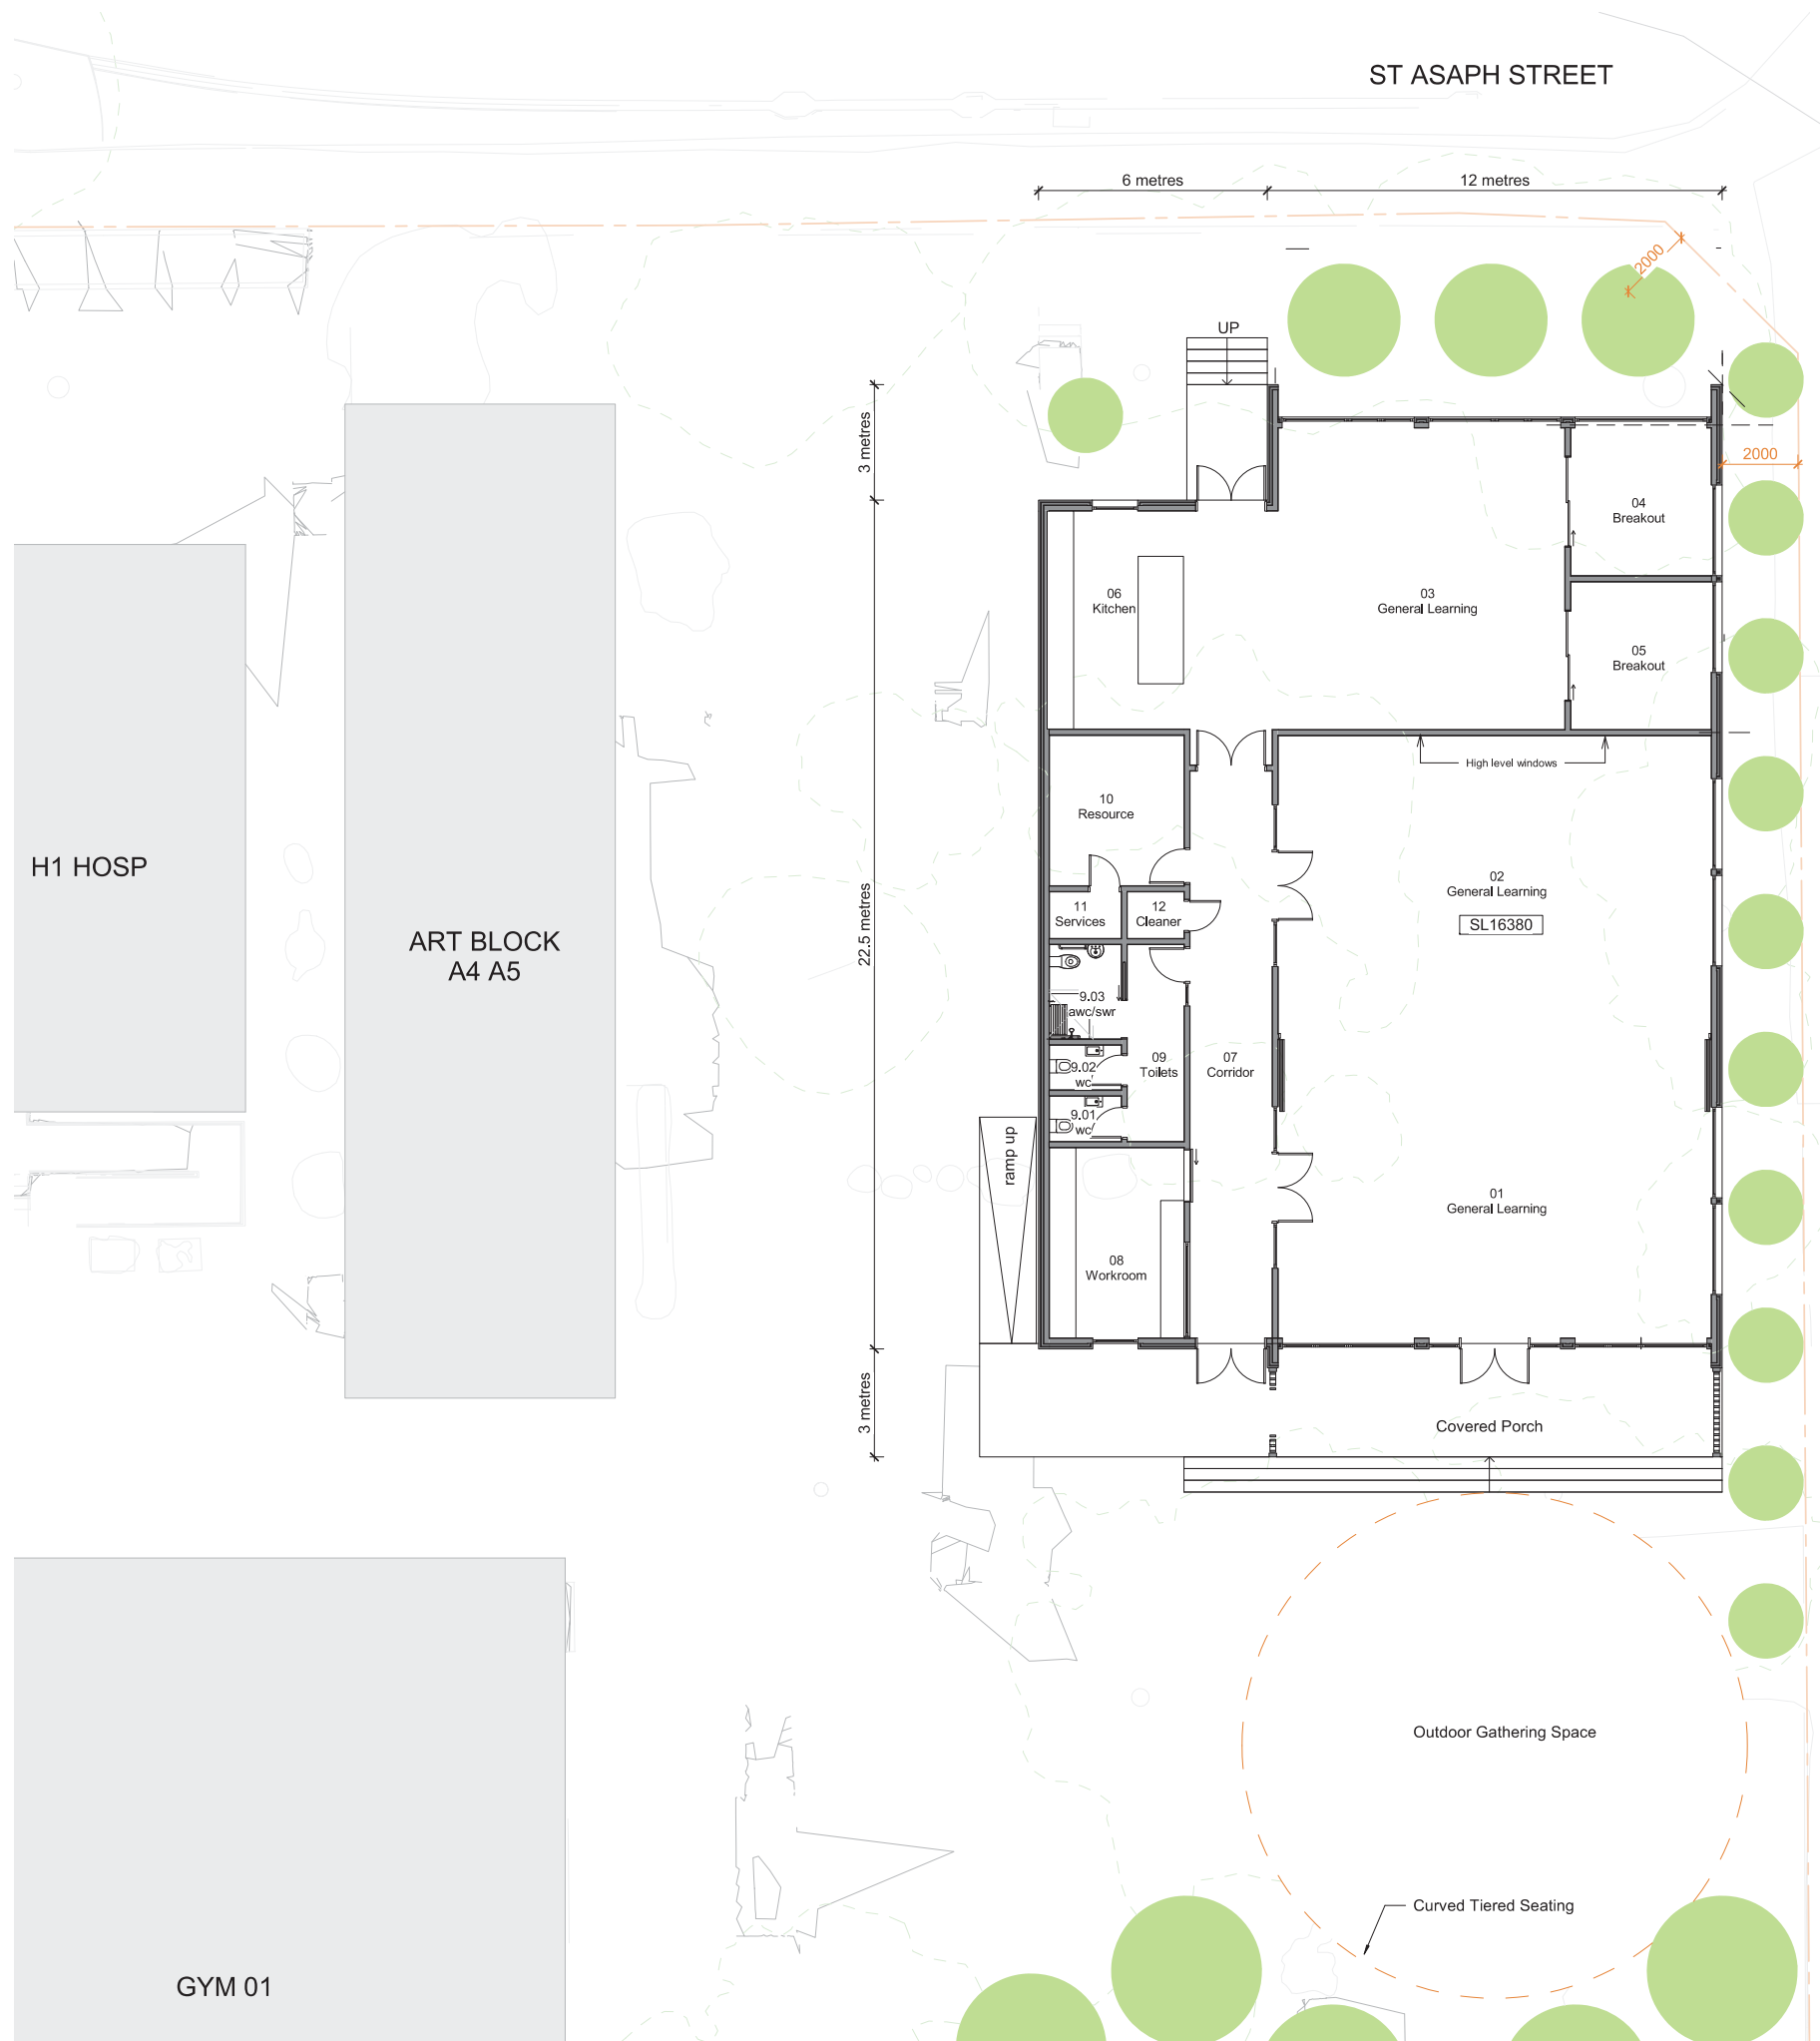 ST ASAPH STREET
6 metres
12 metres
2000
UP
3 metres
2000
04
Breakout
06
Kitchen
03
General Learning
05
Breakout
High level windows
10
Resource
H1 HOSP
02
General Learning
SL16380
11
Services
12
Cleaner
22.5 metres
ART BLOCK
A4 A5
9.03
awc/swr
09
Toilets
07
Corridor
9.02
wc
9.01
wc
ramp up
01
General Learning
08
Workroom
3 metres
Covered Porch
Outdoor Gathering Space
Curved Tiered Seating
GYM 01